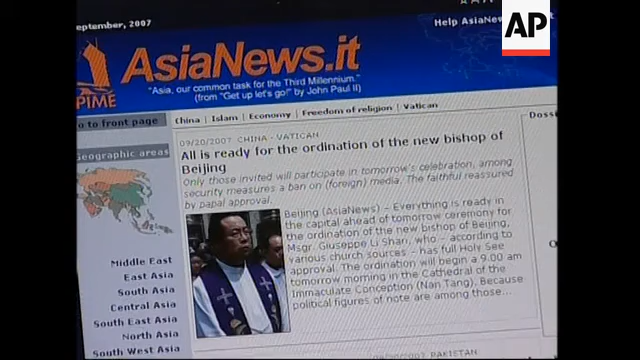 September, 2007
Help AsiaNews
AP
AsiaNews.it
PIME
"Asia, our common task for the Third Millennium."
(from "Get up let's go!" by John Paul II)
o to front page
China | Islam | Economy | Freedom of religion | Vatican
Geographic areas
Dossi
09/20/2007 CHINA - VATICAN
All is ready for the ordination of the new bishop of
Beijing
Only those invited will participate in tomorrow's celebration, among
security measures a ban on (foreign) media. The faithful reassured
by papal approval.
Beijing (AsiaNews) – Everything is ready in
the capital ahead of tomorrow ceremony for
the ordination of the new bishop of Beijing,
Msgr. Giuseppe Li Shan, who – according to
various church sources – has full Holy See
approval. The ordination will begin a 9.00 am
tomorrow morning in the Cathedral of the
Immaculate Conception (Nan Tang). Because
political figures of note are among those...
Middle East
East Asia
South Asia
Central Asia
South East Asia
North Asia
South West Asia
09/20/2007 PAKISTAN